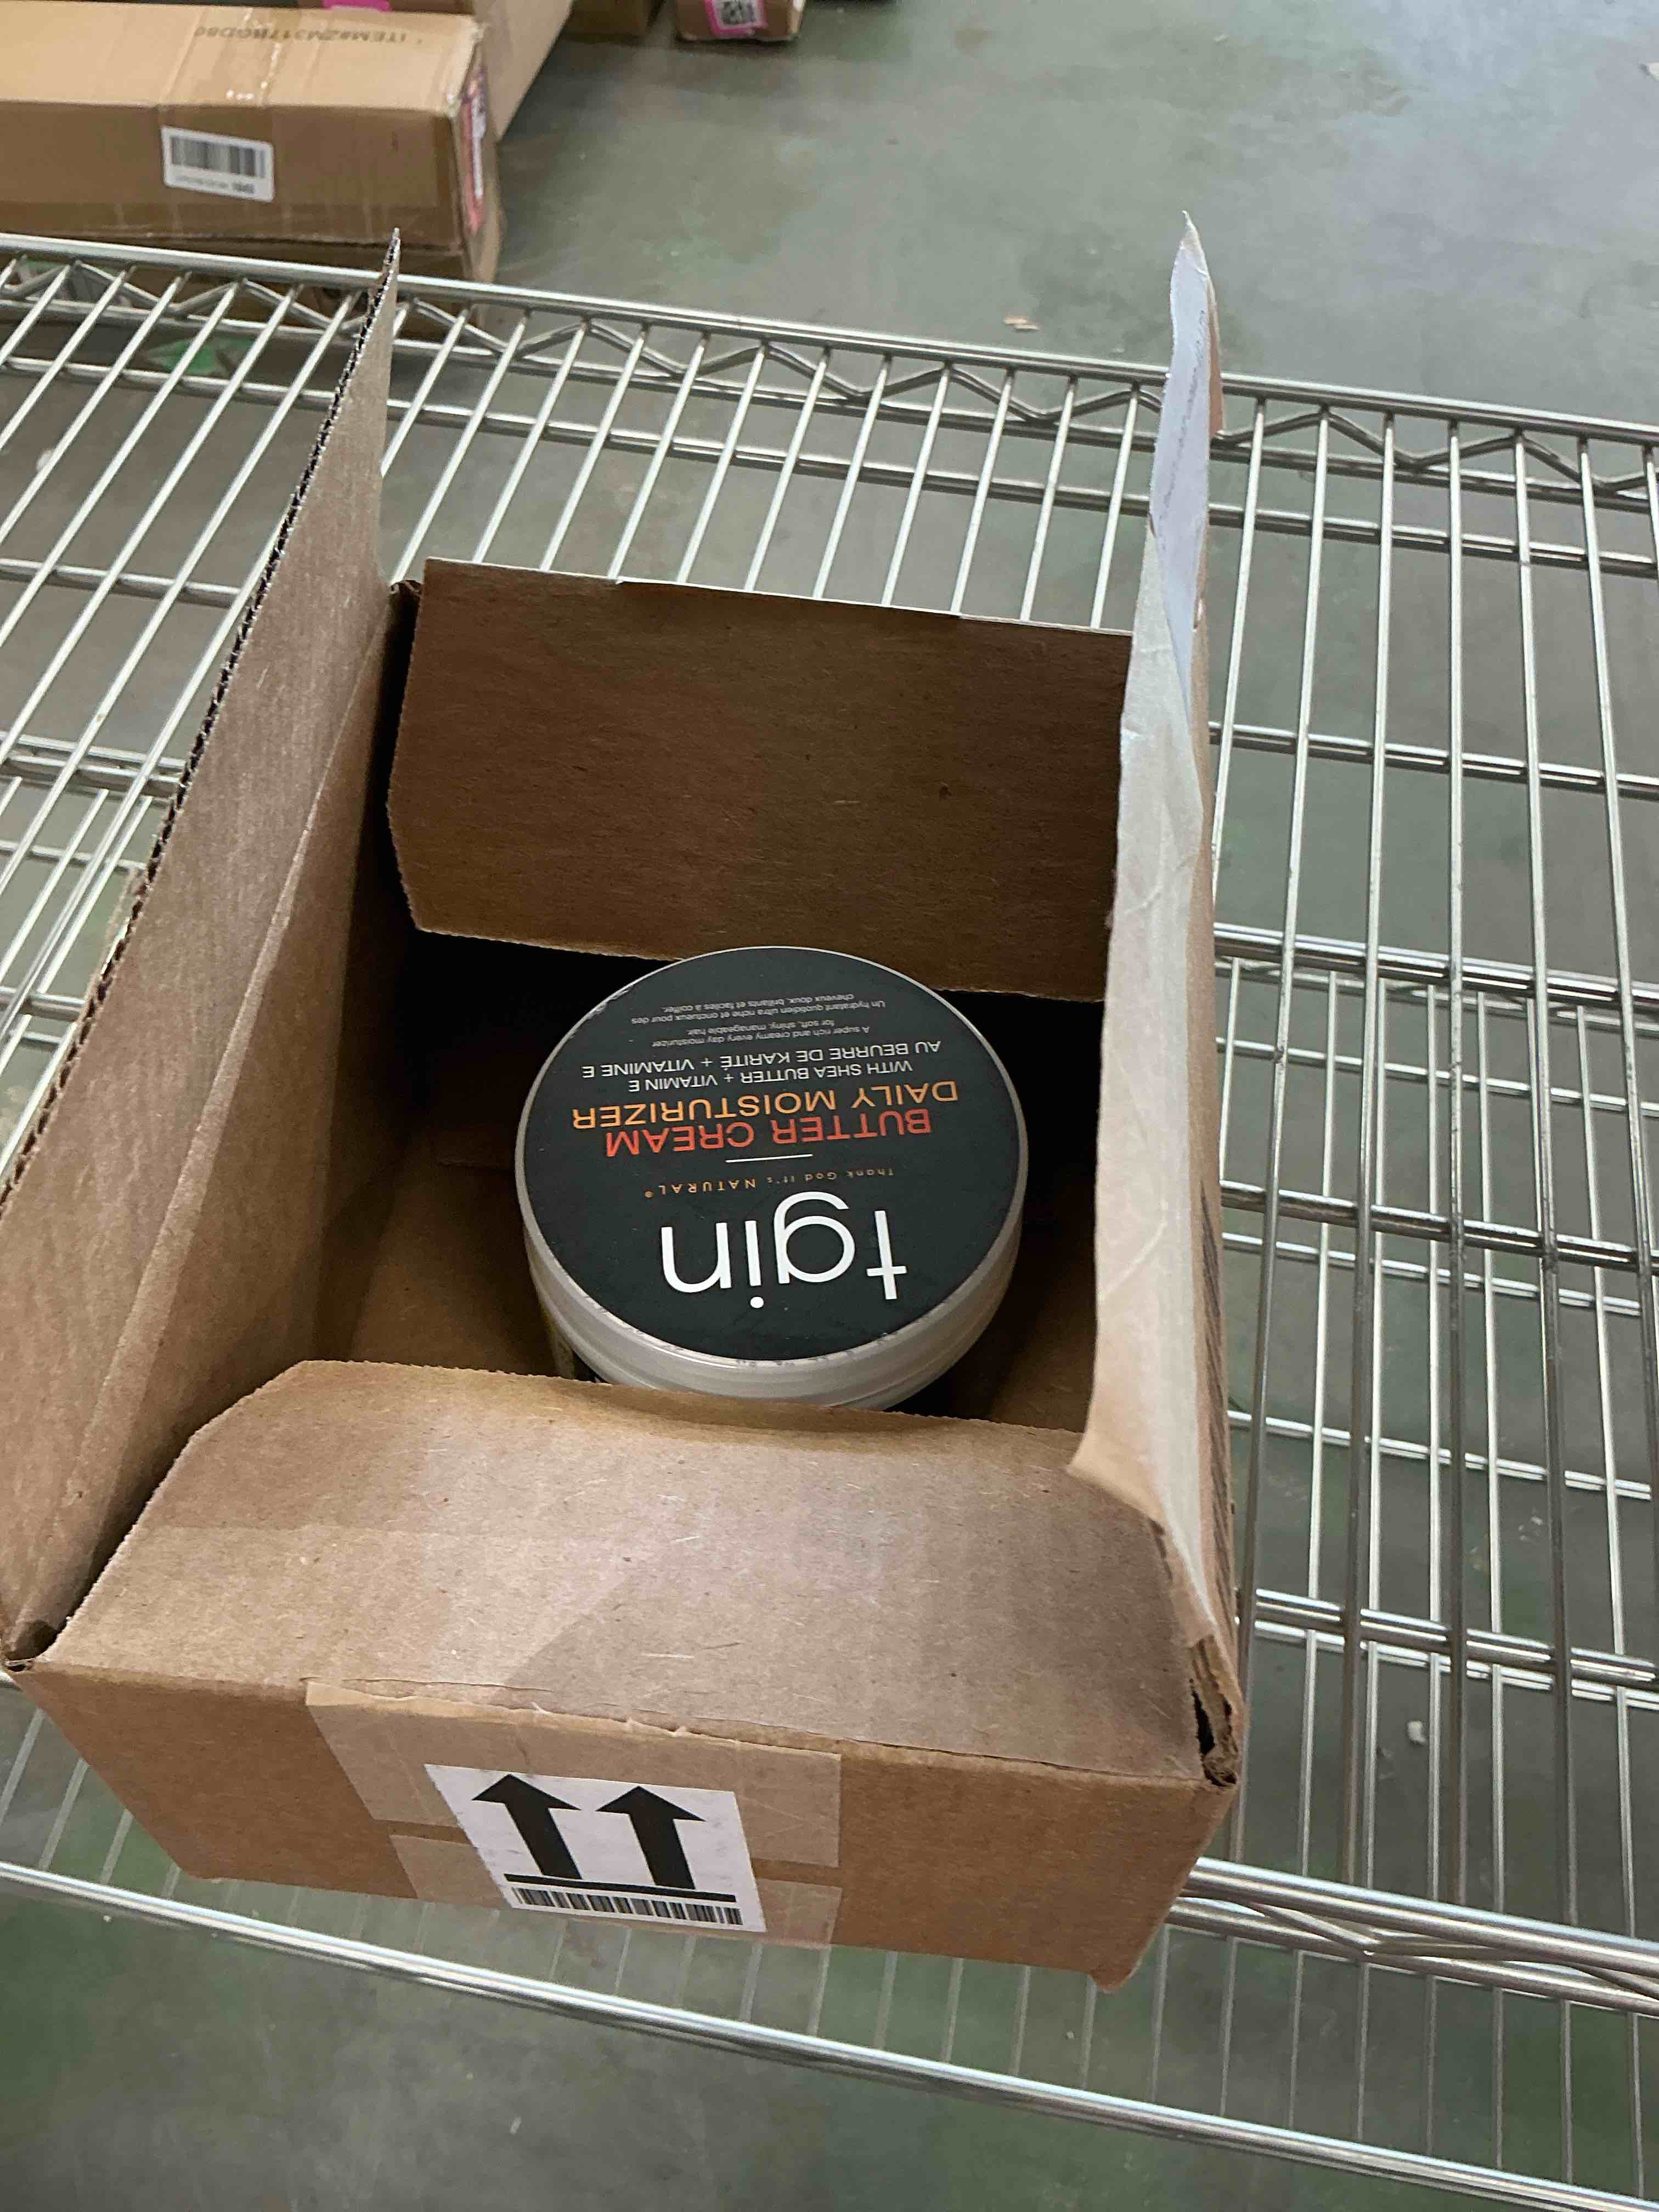 tgin
Thank God it's NATURAL®
BUTTER CREAM
DAILY MOISTURIZER
WITH SHEA BUTTER + VITAMIN E
AU BEURRE DE KARITÉ + VITAMINE E
A super rich and creamy every day moisturizer
for soft, shiny, manageable hair.
Un hydratant quotidien ultra riche et onctueux pour des
cheveux doux, brillants et faciles à coiffer.